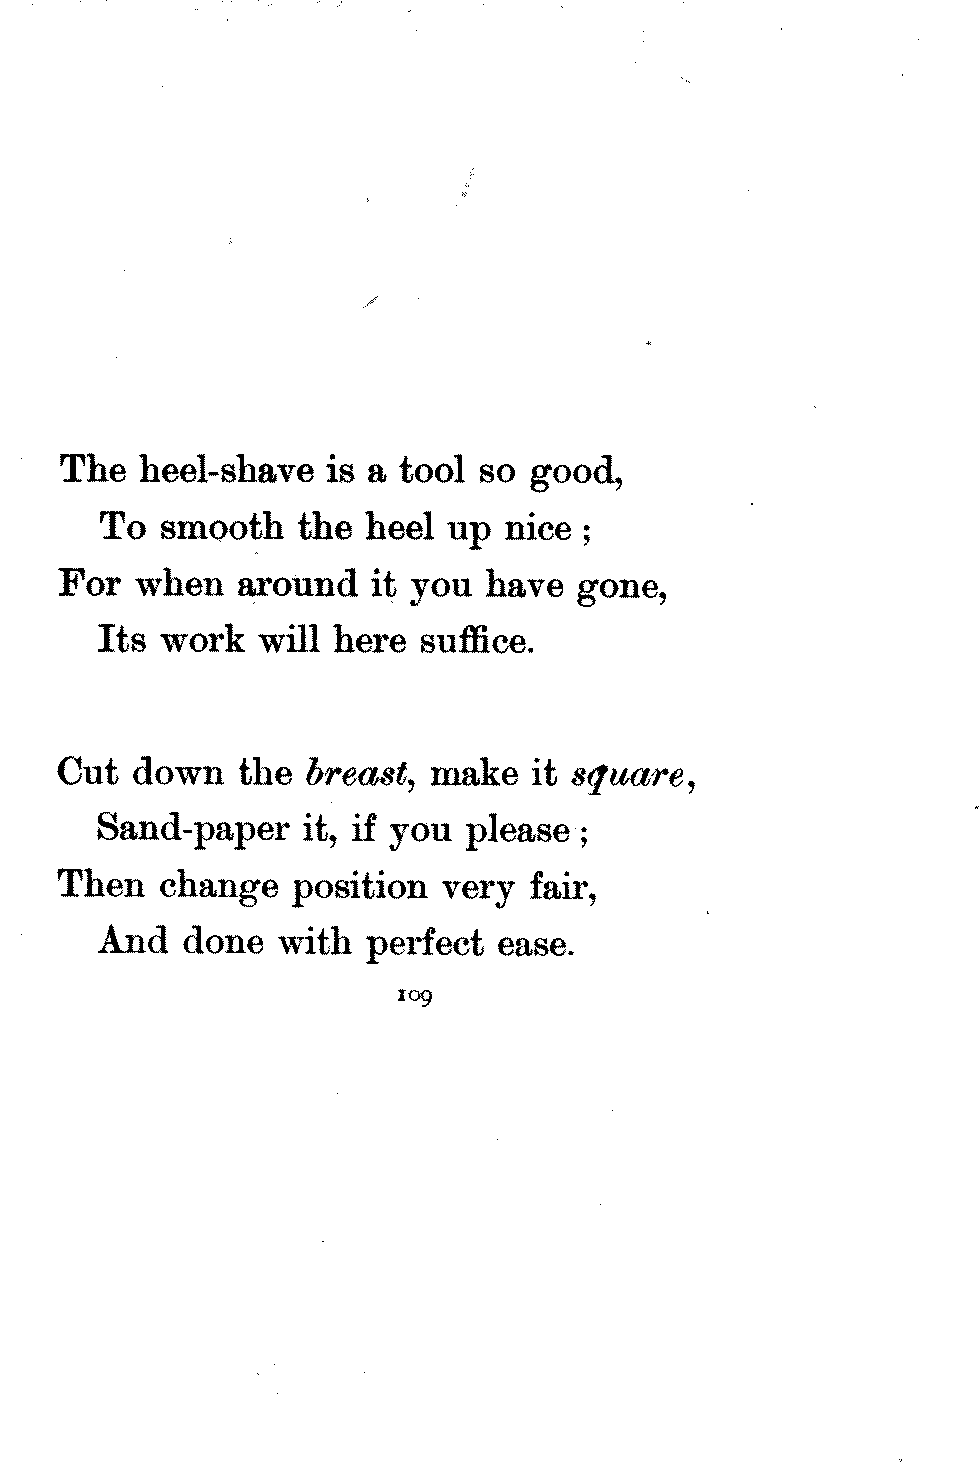 The heel-shave is a tool so good,
To smooth the heel up nice ;
For when around it you have gone,
Its work will here suffice.
Cut down the breast, make it square,
Sand-paper it, if you please ;
Then change position very fair,
And done with perfect ease.
109